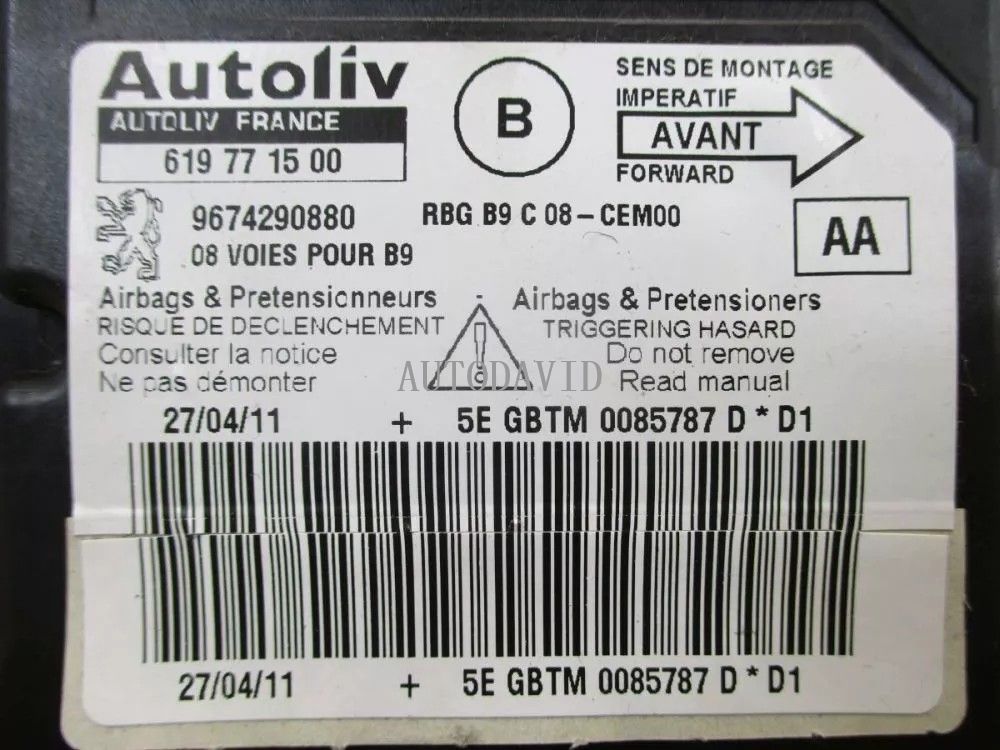 Autoliv
AUTOLIV FRANCE
619 77 15 00
B
SENS DE MONTAGE
IMPERATIF
AVANT
FORWARD
9674290880
RBG B9 C 08-CEM00
08 VOIES POUR B9
AA
Airbags & Pretensionneurs
RISQUE DE DECLENCHEMENT
Consulter la notice
Ne pas démonter
Airbags & Pretensioners
TRIGGERING HASARD
Do not remove
Read manual
AUTODAVID
27/04/11 + 5E GBTM 0085787 D * D1
27/04/11 + 5E GBTM 0085787 D * D1